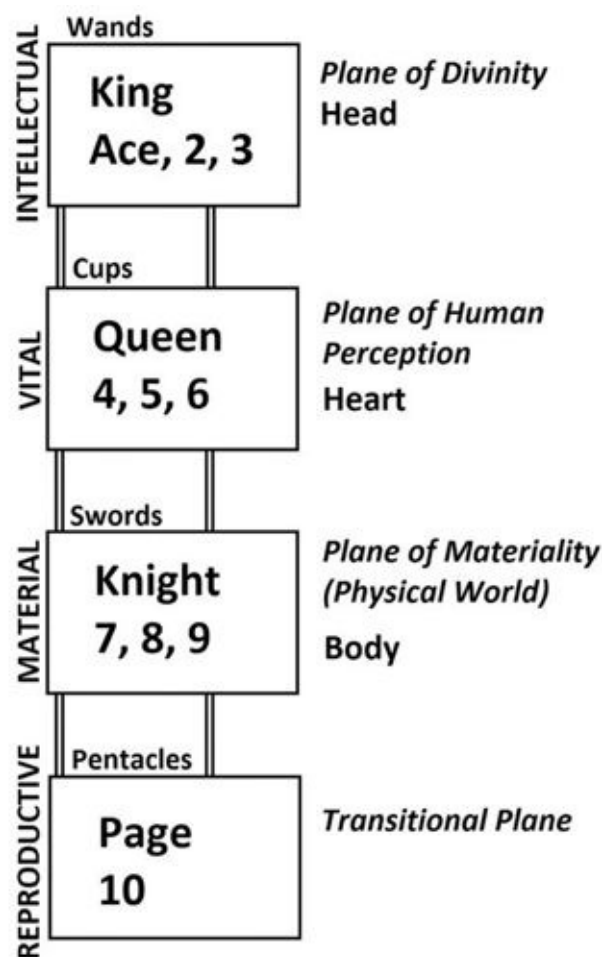 Wands
INTELLECTUAL
King
Ace, 2, 3
Plane of Divinity
Head
Cups
VITAL
Queen
4, 5, 6
Plane of Human
Perception
Heart
Swords
MATERIAL
Knight
7, 8, 9
Plane of Materiality
(Physical World)
Body
Pentacles
REPRODUCTIVE
Page
10
Transitional Plane